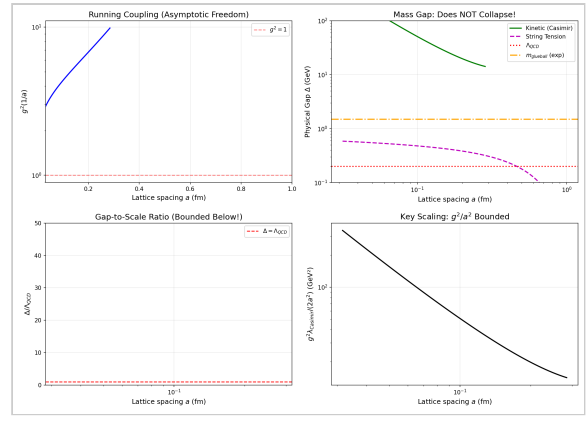 Running Coupling (Asymptotic Freedom)
10¹
10⁰
g²(1/a)
g² = 1
0.2 0.4 0.6 0.8 1.0
Lattice spacing a (fm)
Mass Gap: Does NOT Collapse!
10²
10¹
10⁰
10⁻¹
Physical Gap Δ (GeV)
Kinetic (Casimir)
String Tension
Λ_QCD
m_glueball (exp)
10⁻¹ 10⁰
Lattice spacing a (fm)
Gap-to-Scale Ratio (Bounded Below!)
50
40
30
20
10
0
Δ/Λ_QCD
Δ = Λ_QCD
10⁻¹
Lattice spacing a (fm)
Key Scaling: g²/a² Bounded
10²
g²λ_Casimir/(2a²) (GeV²)
10⁻¹
Lattice spacing a (fm)